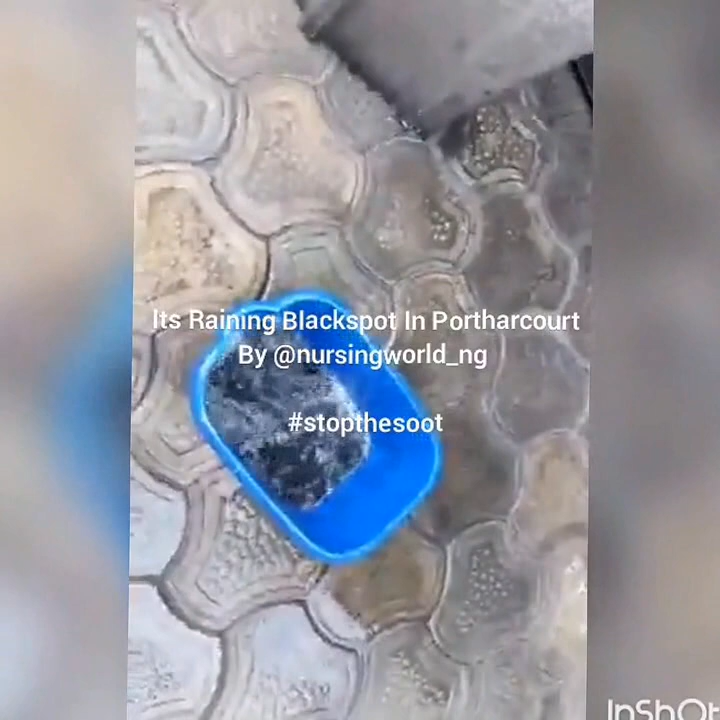 Its Raining Blackspot In Portharcourt
By @nursingworld_ng
#stopthesoot
InShOt